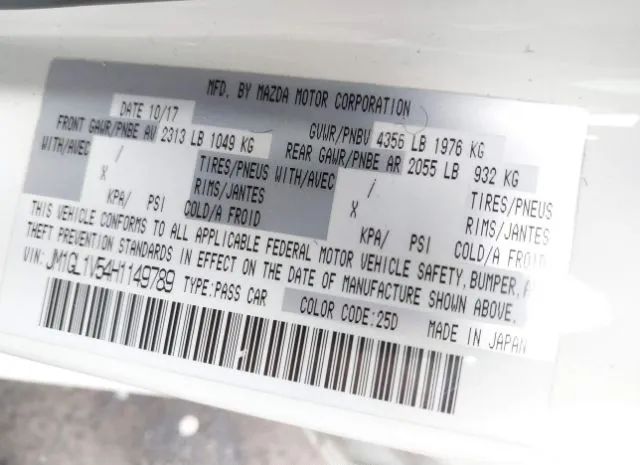 MFD. BY MAZDA MOTOR CORPORATION
DATE 10/17 GVWR/PNBV 4356 LB 1976 KG
FRONT GAWR/PNBE AV 2313 LB 1049 KG REAR GAWR/PNBE AR 2055 LB 932 KG
WITH/AVEC / TIRES/PNEUS WITH/AVEC / TIRES/PNEUS
X RIMS/JANTES X RIMS/JANTES
KPA/ PSI COLD/A FROID KPA/ PSI COLD/A FROID
THIS VEHICLE CONFORMS TO ALL APPLICABLE FEDERAL MOTOR VEHICLE SAFETY, BUMPER,
THEFT PREVENTION STANDARDS IN EFFECT ON THE DATE OF MANUFACTURE SHOWN ABOVE.
VIN: JM1GL1V54H1149789 TYPE:PASS CAR COLOR CODE:25D MADE IN JAPAN